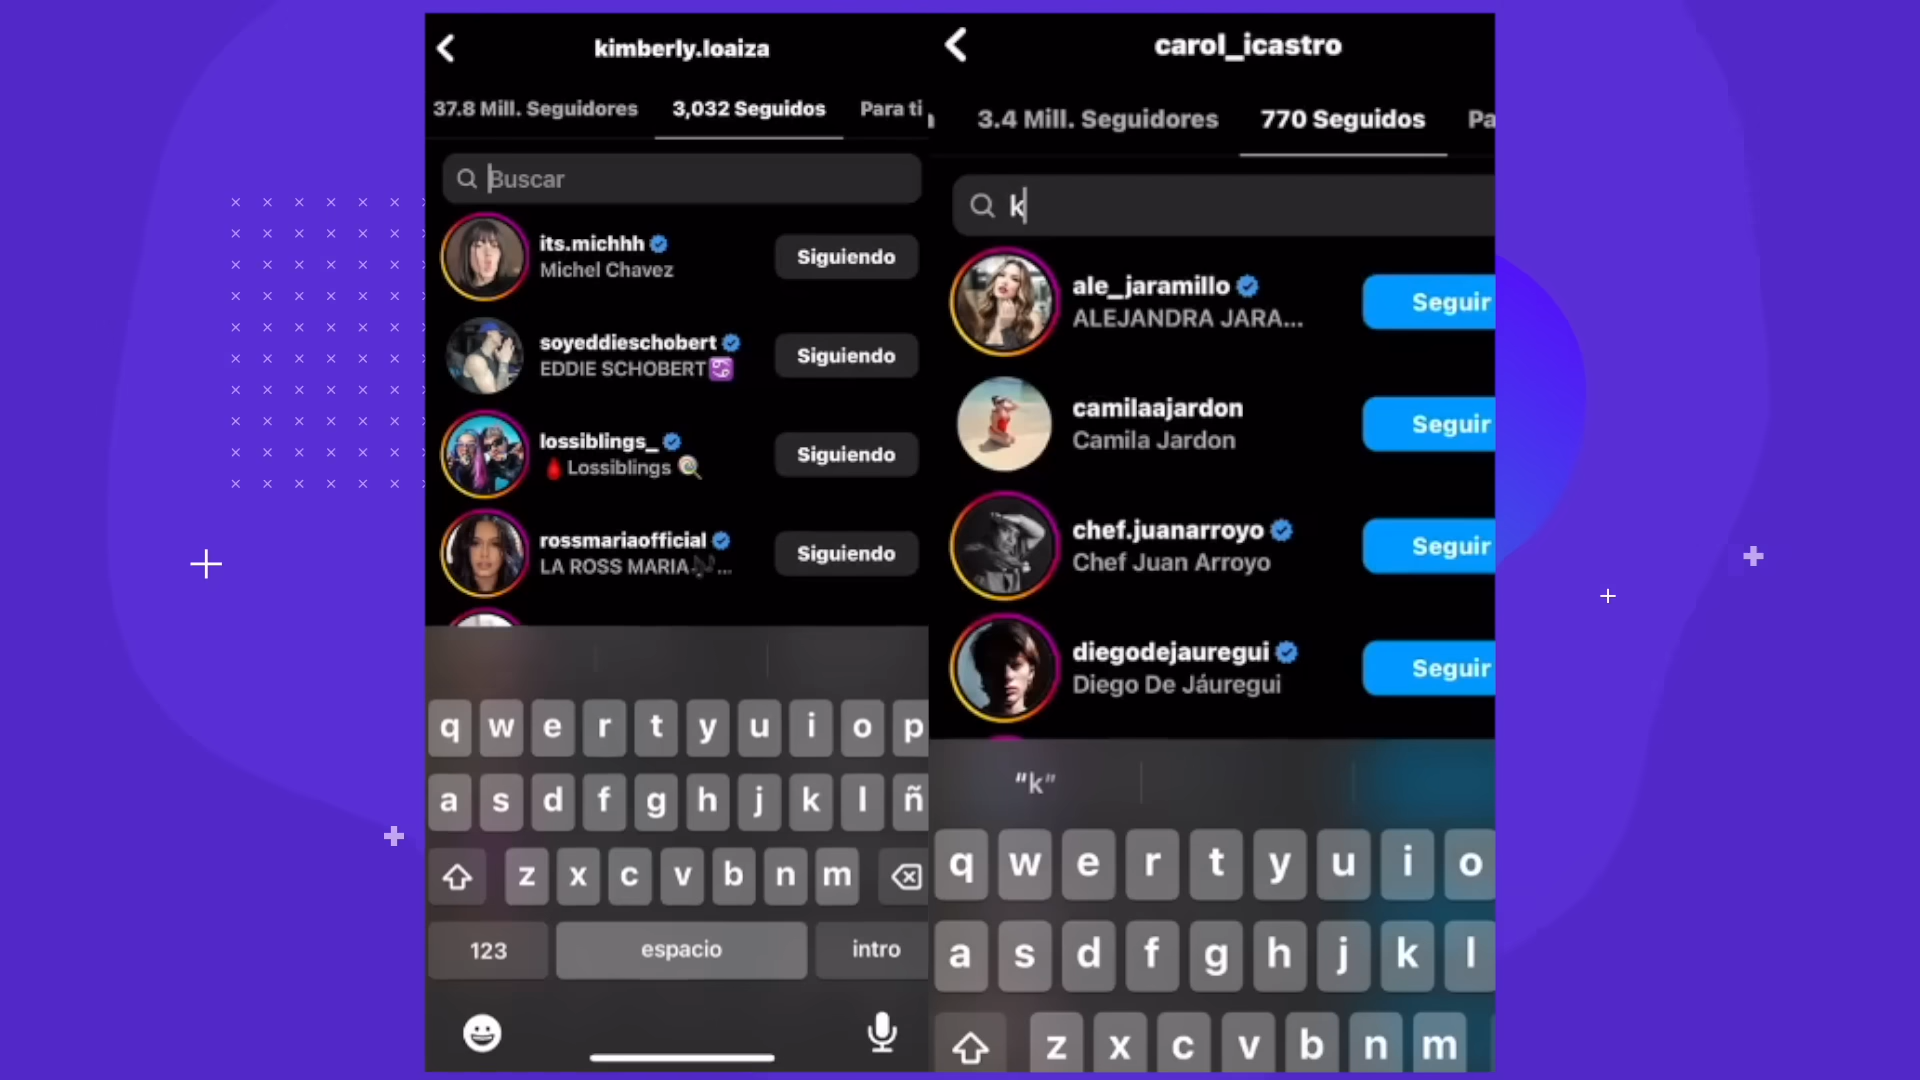 kimberly.loaiza
37.8 Mill. Seguidores 3,032 Seguidos Para ti
Buscar
its.michhh
Michel Chavez
Siguiendo
soyeddieschobert
EDDIE SCHOBERT♋
Siguiendo
lossiblings_
🩸Lossiblings 🍭
Siguiendo
rossmariaofficial
LA ROSS MARIA🎶...
Siguiendo
q w e r t y u i o p
a s d f g h j k l ñ
z x c v b n m
123 espacio intro
carol_icastro
3.4 Mill. Seguidores 770 Seguidos Pa
k
ale_jaramillo
ALEJANDRA JARA...
Seguir
camilaajardon
Camila Jardon
Seguir
chef.juanarroyo
Chef Juan Arroyo
Seguir
diegodejauregui
Diego De Jáuregui
Seguir
“k”
q w e r t y u i o
a s d f g h j k l
z x c v b n m